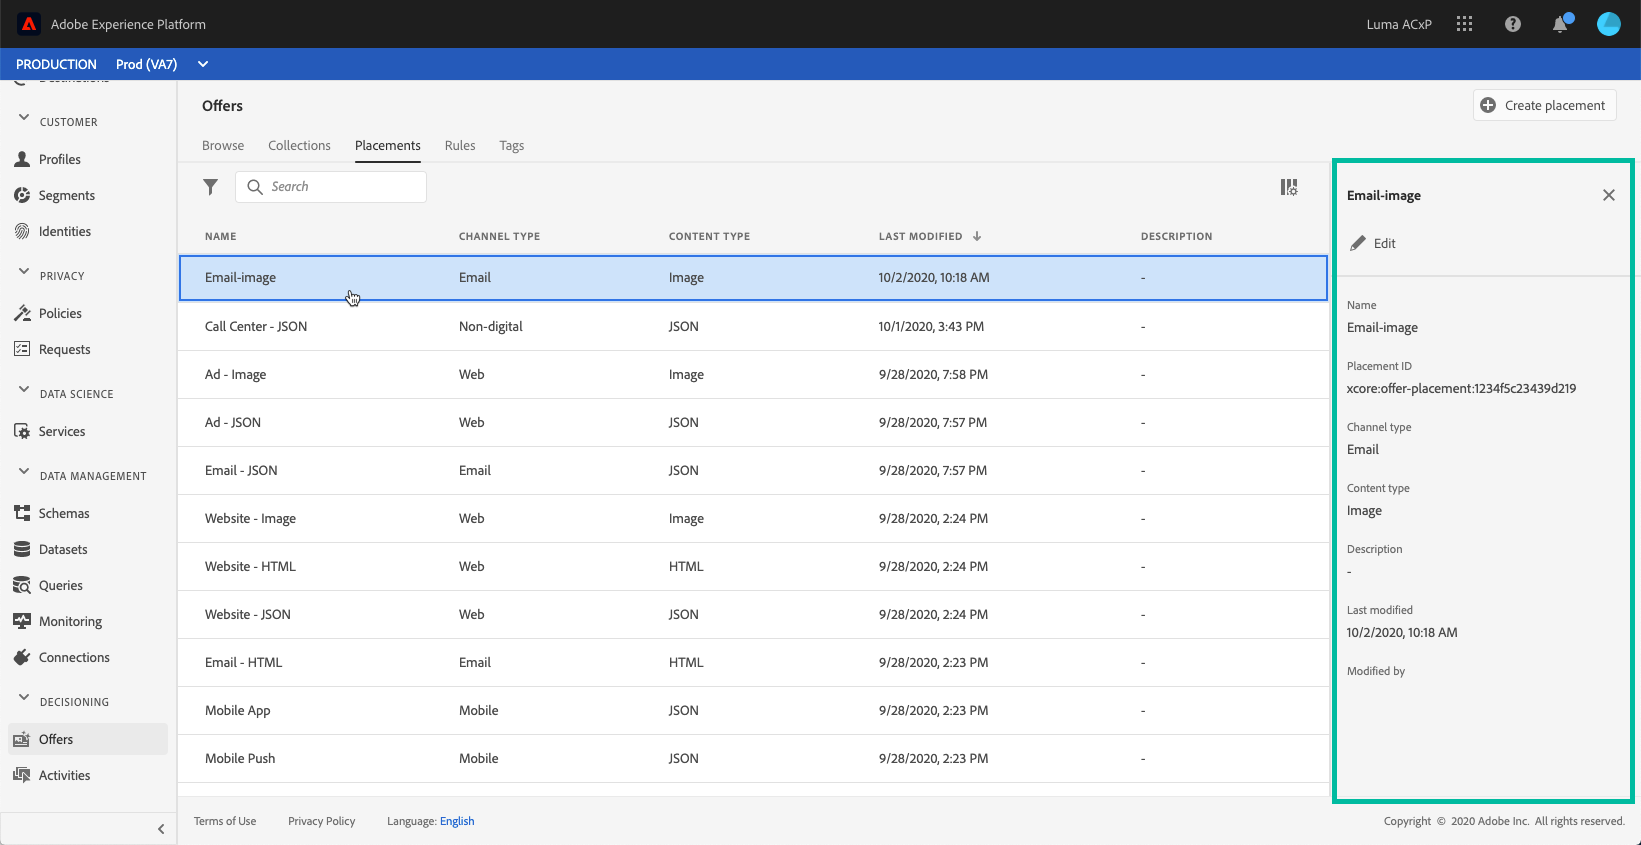 Adobe Experience Platform
Luma ACxP
PRODUCTION Prod (VA7)
CUSTOMER
Profiles
Segments
Identities
PRIVACY
Policies
Requests
DATA SCIENCE
Services
DATA MANAGEMENT
Schemas
Datasets
Queries
Monitoring
Connections
DECISIONING
Offers
Activities
Offers
Create placement
Browse Collections Placements Rules Tags
Search
NAME CHANNEL TYPE CONTENT TYPE LAST MODIFIED DESCRIPTION
Email-image Email Image 10/2/2020, 10:18 AM -
Call Center - JSON Non-digital JSON 10/1/2020, 3:43 PM -
Ad - Image Web Image 9/28/2020, 7:58 PM -
Ad - JSON Web JSON 9/28/2020, 7:57 PM -
Email - JSON Email JSON 9/28/2020, 7:57 PM -
Website - Image Web Image 9/28/2020, 2:24 PM -
Website - HTML Web HTML 9/28/2020, 2:24 PM -
Website - JSON Web JSON 9/28/2020, 2:24 PM -
Email - HTML Email HTML 9/28/2020, 2:23 PM -
Mobile App Mobile JSON 9/28/2020, 2:23 PM -
Mobile Push Mobile JSON 9/28/2020, 2:23 PM -
Email-image
Edit
Name
Email-image
Placement ID
xcore:offer-placement:1234f5c23439d219
Channel type
Email
Content type
Image
Description
-
Last modified
10/2/2020, 10:18 AM
Modified by
Terms of Use Privacy Policy Language: English
Copyright © 2020 Adobe Inc. All rights reserved.